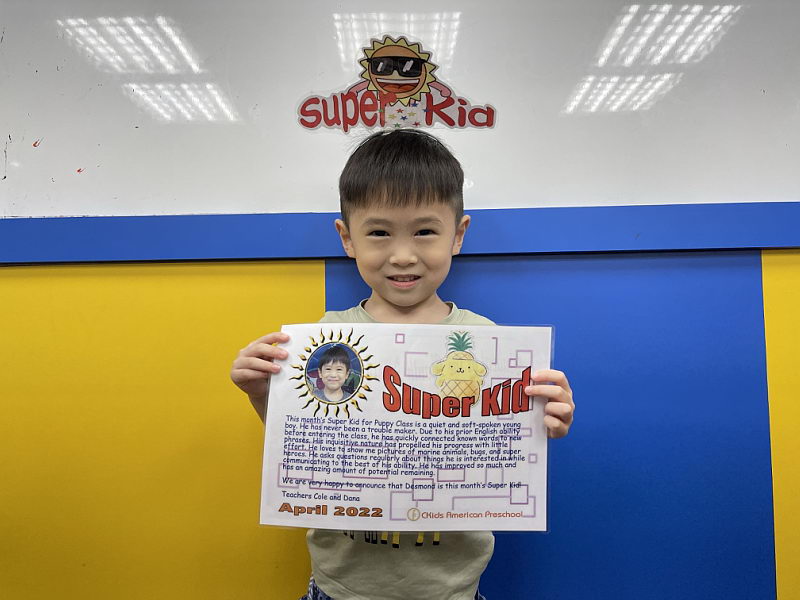 Super Kid
Super Kid
This month's Super Kid for Puppy Class is a quiet and soft-spoken young
boy. He has never been a trouble maker. Due to his prior English ability
before entering the class, he has quickly connected known words to new
phrases. His inquisitive nature has propelled his progress with little
effort. He loves to show me pictures of marine animals, bugs, and super
heroes. He asks questions regularly about things he is interested in while
communicating to the best of his ability. He has improved so much and
has an amazing amount of potential remaining.
We are very happy to announce that Desmond is this month's Super Kid!
Teachers Cole and Dana
April 2022
CKids American Preschool